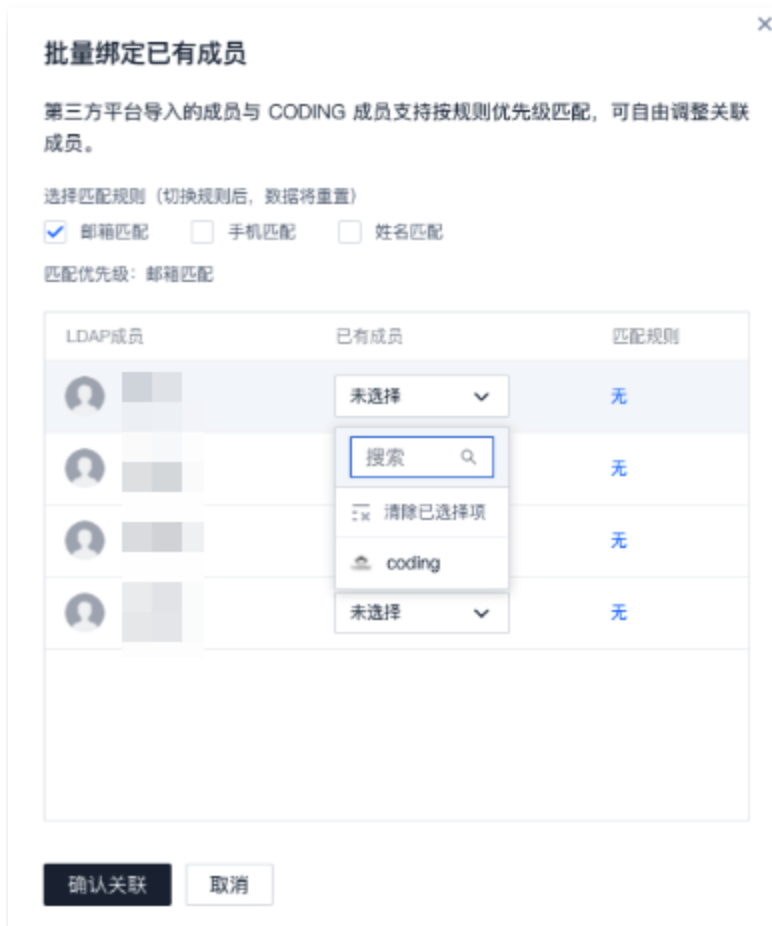 批量绑定已有成员
第三方平台导入的成员与 CODING 成员支持按规则优先级匹配，可自由调整关联
成员。
选择匹配规则（切换规则后，数据将重置）
邮箱匹配 手机匹配 姓名匹配
匹配优先级：邮箱匹配
LDAP成员 已有成员 匹配规则
未选择 无
搜索 无
清除已选择项
无
coding
未选择 无
确认关联 取消